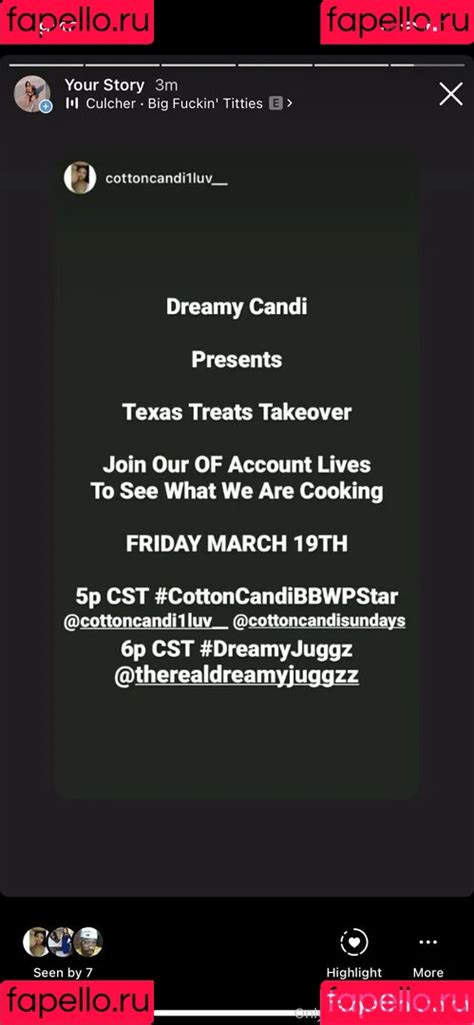 fapello.ru fapello.ru
Your Story 3m
Culcher · Big Fuckin' Titties E >
cottoncandi1luv__
Dreamy Candi
Presents
Texas Treats Takeover
Join Our OF Account Lives
To See What We Are Cooking
FRIDAY MARCH 19TH
5p CST #CottonCandiBBWPStar
@cottoncandi1luv__ @cottoncandisundays
6p CST #DreamyJuggz
@therealdreamyjuggzz
Seen by 7
Highlight
More
fapello.ru fapello.ru